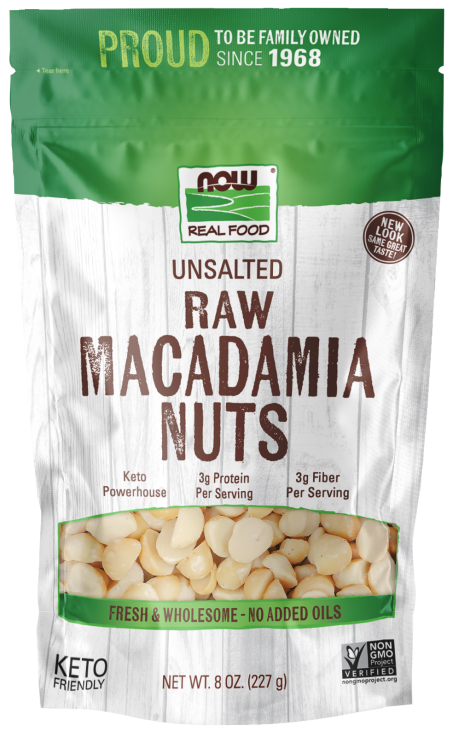 PROUD TO BE FAMILY OWNED
SINCE 1968
Tear here
NOW
REAL FOOD
NEW
LOOK
SAME GREAT
TASTE!
UNSALTED
RAW
MACADAMIA
NUTS
Keto
Powerhouse
3g Protein
Per Serving
3g Fiber
Per Serving
FRESH & WHOLESOME - NO ADDED OILS
KETO
FRIENDLY
NET WT. 8 OZ. (227 g)
NON
GMO
Project
VERIFIED
nongmoproject.org